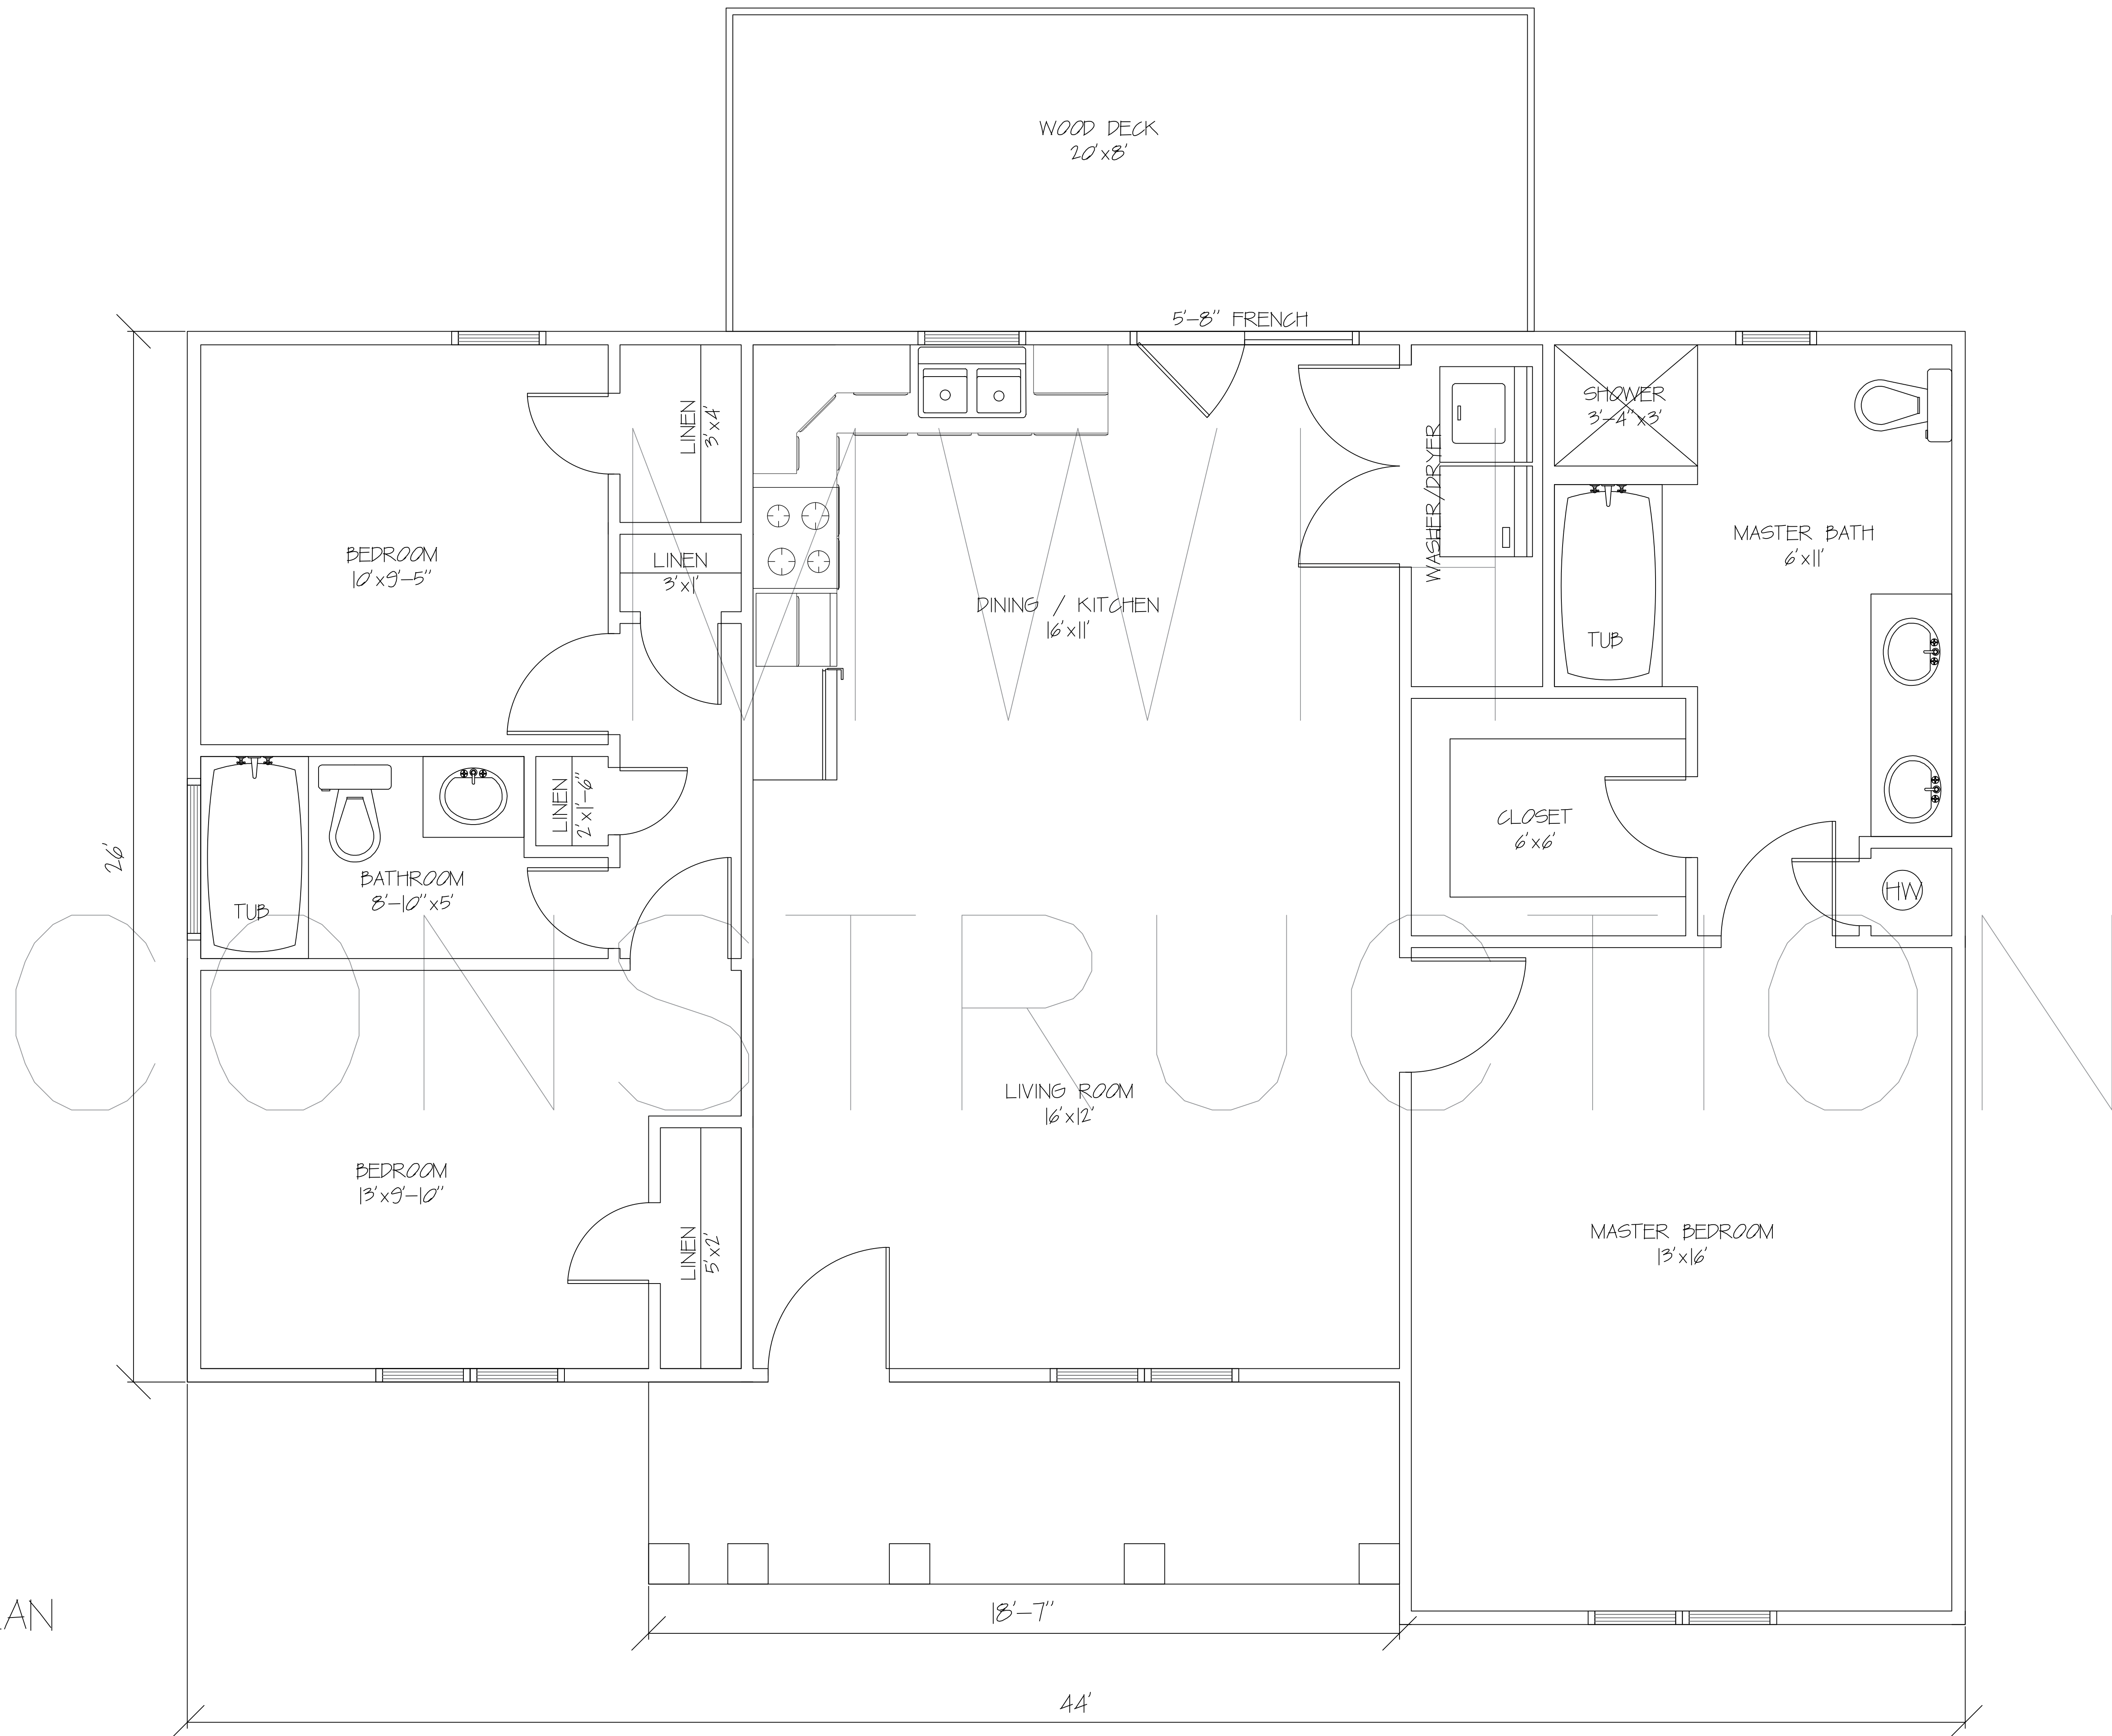 WOOD DECK
20'x8'
5'-8" FRENCH
LINEN
3'x4'
SHOWER
3'-4"x3'
WASHER/DRYER
MASTER BATH
6'x11'
BEDROOM
10'x9'-5"
LINEN
3'x1'
DINING / KITCHEN
16'x11'
TUB
LINEN
2'x1'-6"
CLOSET
6'x6'
26'
BATHROOM
8'-10"x5'
TUB
HW
CONSTRUCTION
LIVING ROOM
16'x12'
BEDROOM
13'x9'-10"
LINEN
5'x2'
MASTER BEDROOM
13'x16'
18'-7"
44'